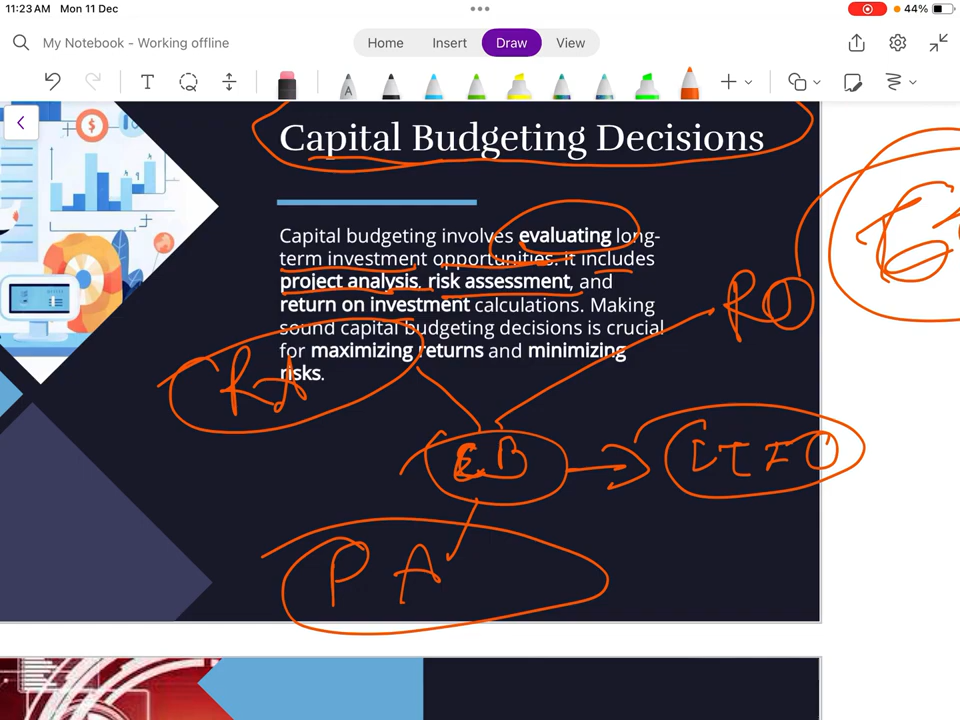 11:23 AM Mon 11 Dec
44%
My Notebook - Working offline
Home Insert Draw View
T
A
Capital Budgeting Decisions
Capital budgeting involves evaluating long-
term investment opportunities. It includes
project analysis, risk assessment, and
return on investment calculations. Making
sound capital budgeting decisions is crucial
for maximizing returns and minimizing
risks.
RA
RO
C.B
PA